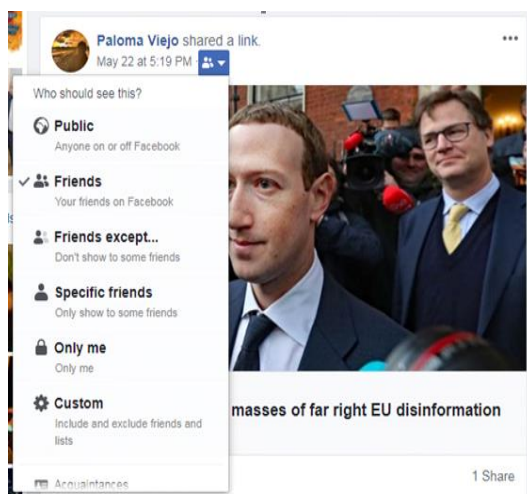 Paloma Viejo shared a link.
May 22 at 5:19 PM
Who should see this?
Public
Anyone on or off Facebook
Friends
Your friends on Facebook
Friends except...
Don't show to some friends
Specific friends
Only show to some friends
Only me
Only me
Custom
Include and exclude friends and
lists
Acquaintances
masses of far right EU disinformation
1 Share